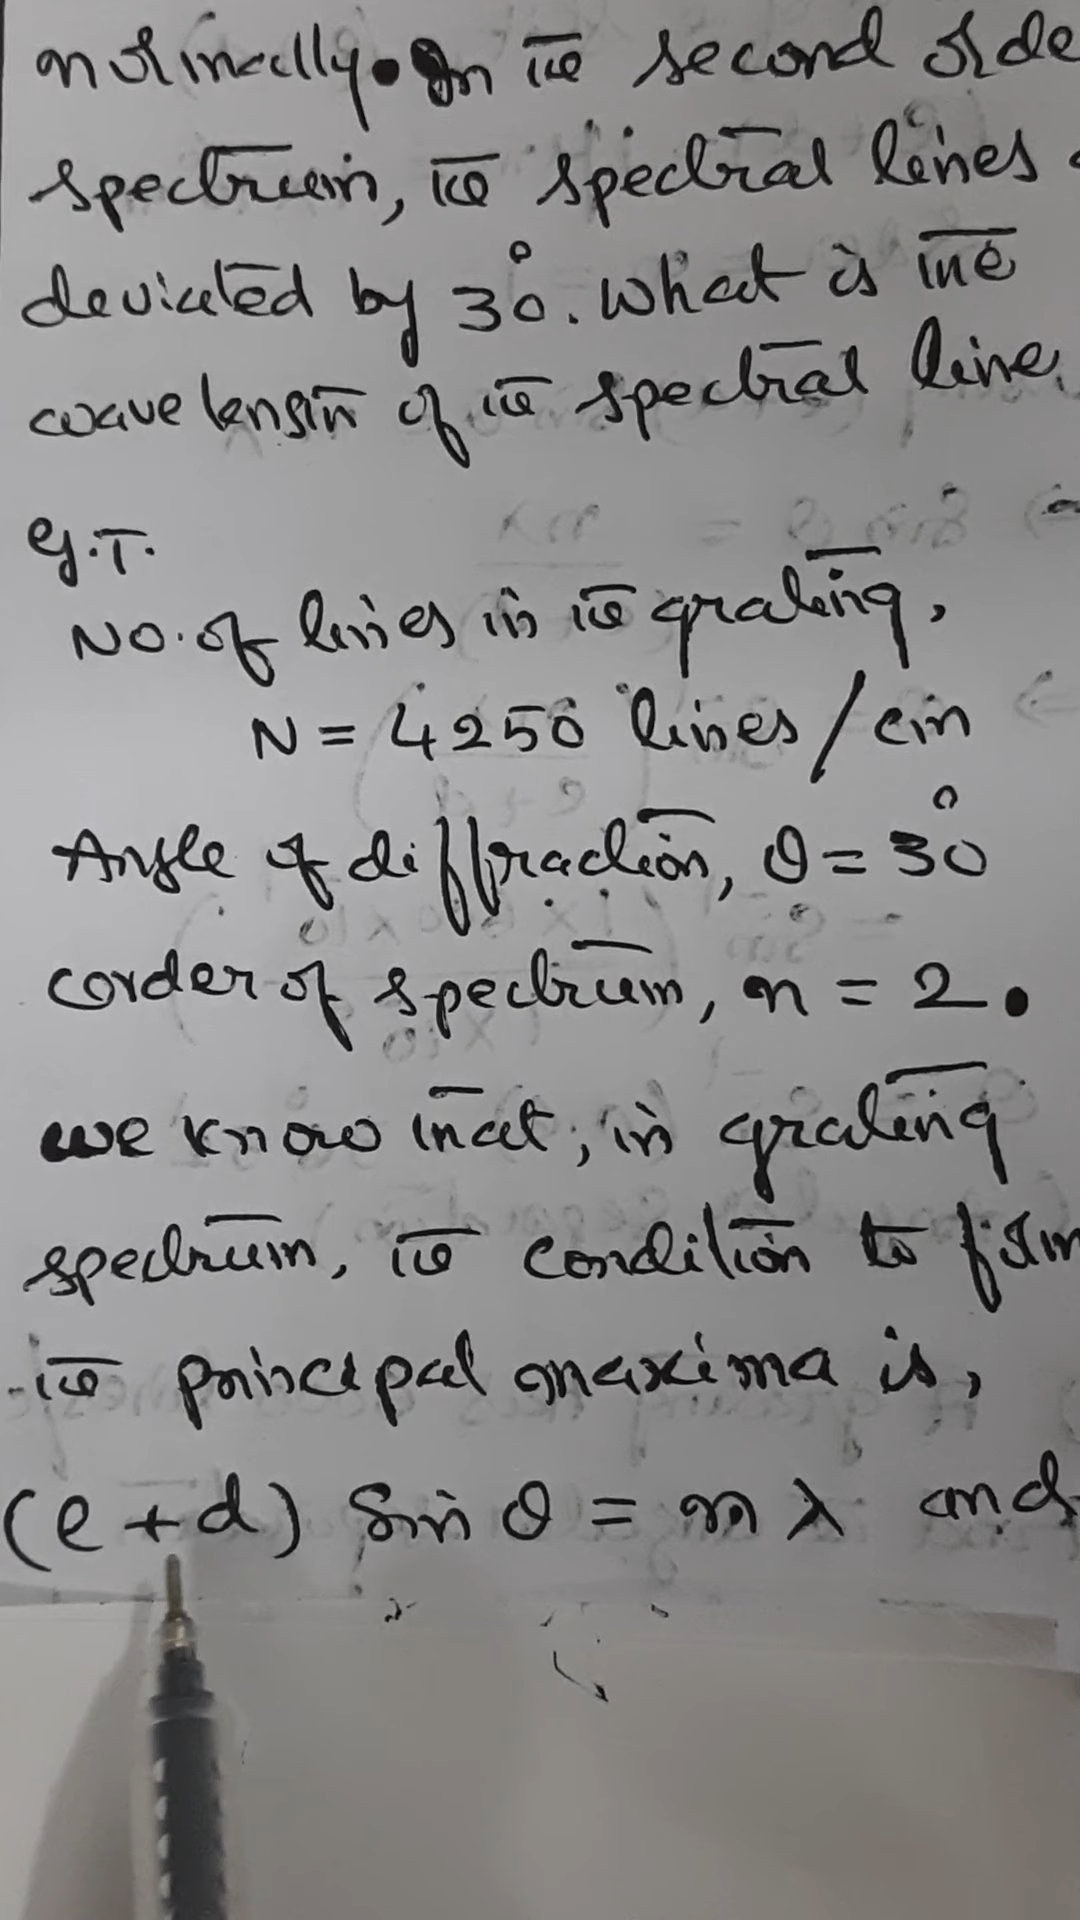 normally. In the second orde
spectrum, the spectral lines
deviated by 30°. What is the
wave length of the spectral line.
G.T.
No. of lines in the grating,
N = 4250 lines/cm
Angle of diffraction, θ = 30°
order of spectrum, n = 2.
we know that, in grating
spectrum, the condition to form
the principal maxima is,
(e+d) Sin θ = n λ and